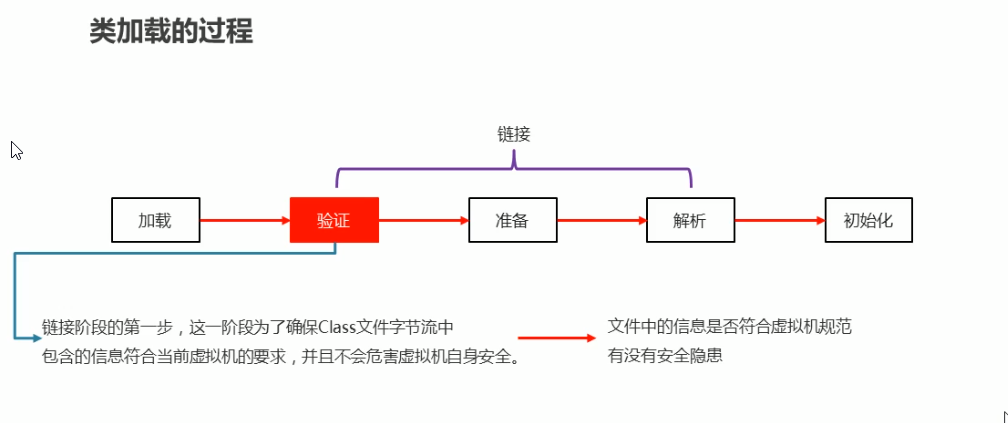 类加载的过程
链接
加载
验证
准备
解析
初始化
链接阶段的第一步，这一阶段为了确保Class文件字节流中
包含的信息符合当前虚拟机的要求，并且不会危害虚拟机自身安全。
文件中的信息是否符合虚拟机规范
有没有安全隐患